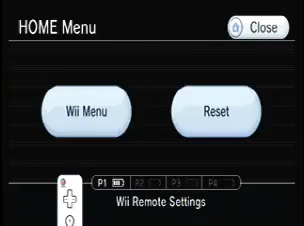 HOME Menu
Close
Wii Menu
Reset
P1 P2 P3 P4
Wii Remote Settings